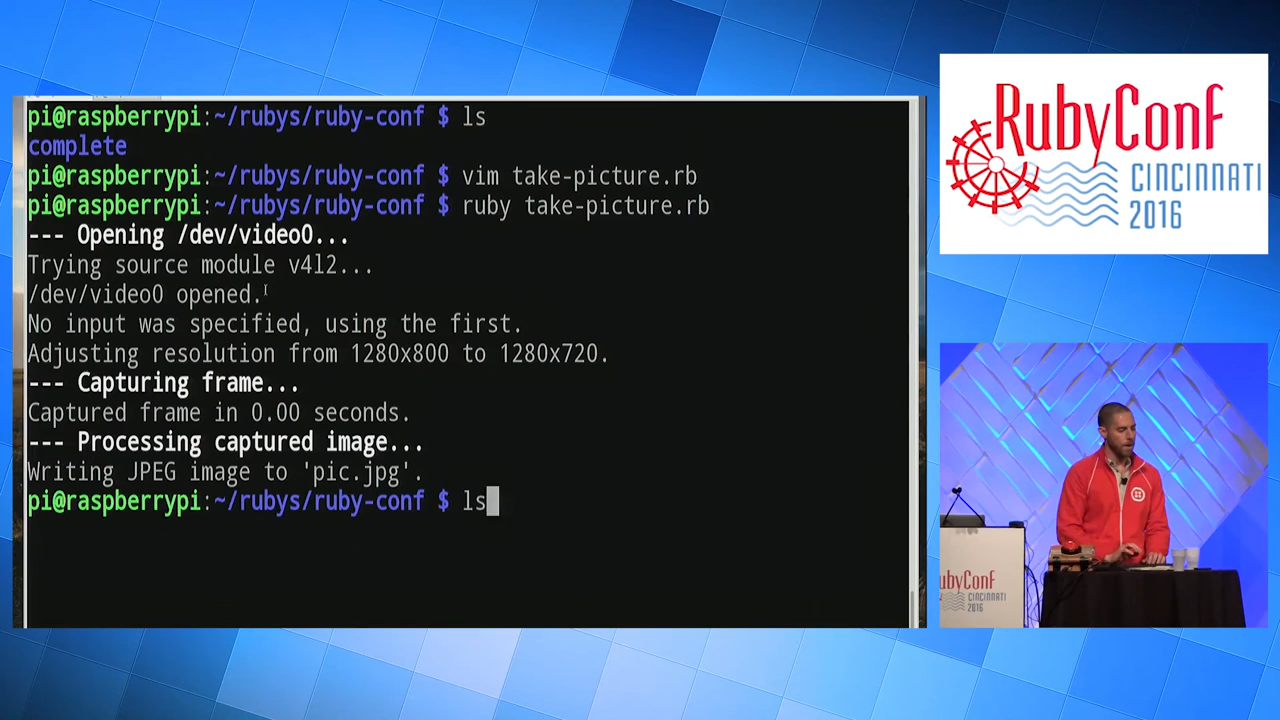 pi@raspberrypi:~/rubys/ruby-conf $ ls
complete
pi@raspberrypi:~/rubys/ruby-conf $ vim take-picture.rb
pi@raspberrypi:~/rubys/ruby-conf $ ruby take-picture.rb
--- Opening /dev/video0...
Trying source module v4l2...
/dev/video0 opened.
No input was specified, using the first.
Adjusting resolution from 1280x800 to 1280x720.
--- Capturing frame...
Captured frame in 0.00 seconds.
--- Processing captured image...
Writing JPEG image to 'pic.jpg'.
pi@raspberrypi:~/rubys/ruby-conf $ ls
RubyConf
CINCINNATI
2016
ubyConf
CINCINNATI
2016